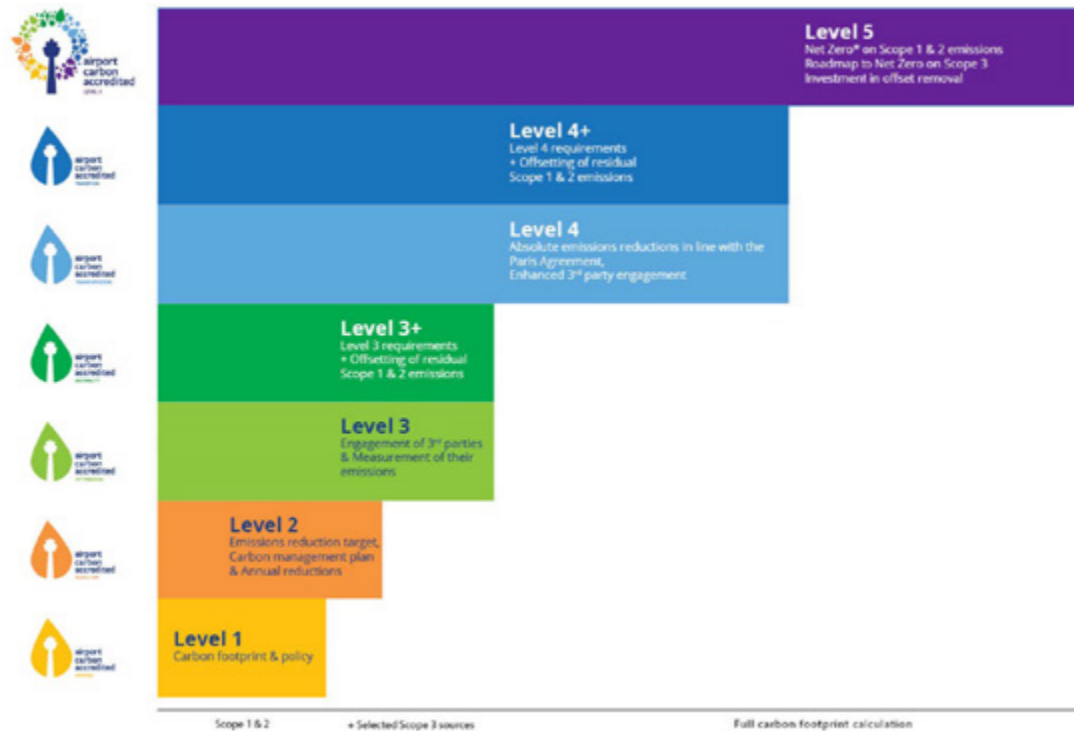 airport
carbon
accredited
Level 5
Net Zero* on Scope 1 & 2 emissions
Roadmap to Net Zero on Scope 3
Investment in offset removal
airport
carbon
accredited
Level 4+
Level 4 requirements
+ Offsetting of residual
Scope 1 & 2 emissions
airport
carbon
accredited
Level 4
Absolute emissions reductions in line with the
Paris Agreement,
Enhanced 3rd party engagement
airport
carbon
accredited
Level 3+
Level 3 requirements
+ Offsetting of residual
Scope 1 & 2 emissions
airport
carbon
accredited
Level 3
Engagement of 3rd parties
& Measurement of their
emissions
airport
carbon
accredited
Level 2
Emissions reduction target,
Carbon management plan
& Annual reductions
airport
carbon
accredited
Level 1
Carbon footprint & policy
Scope 1 & 2
+ Selected Scope 3 sources
Full carbon footprint calculation